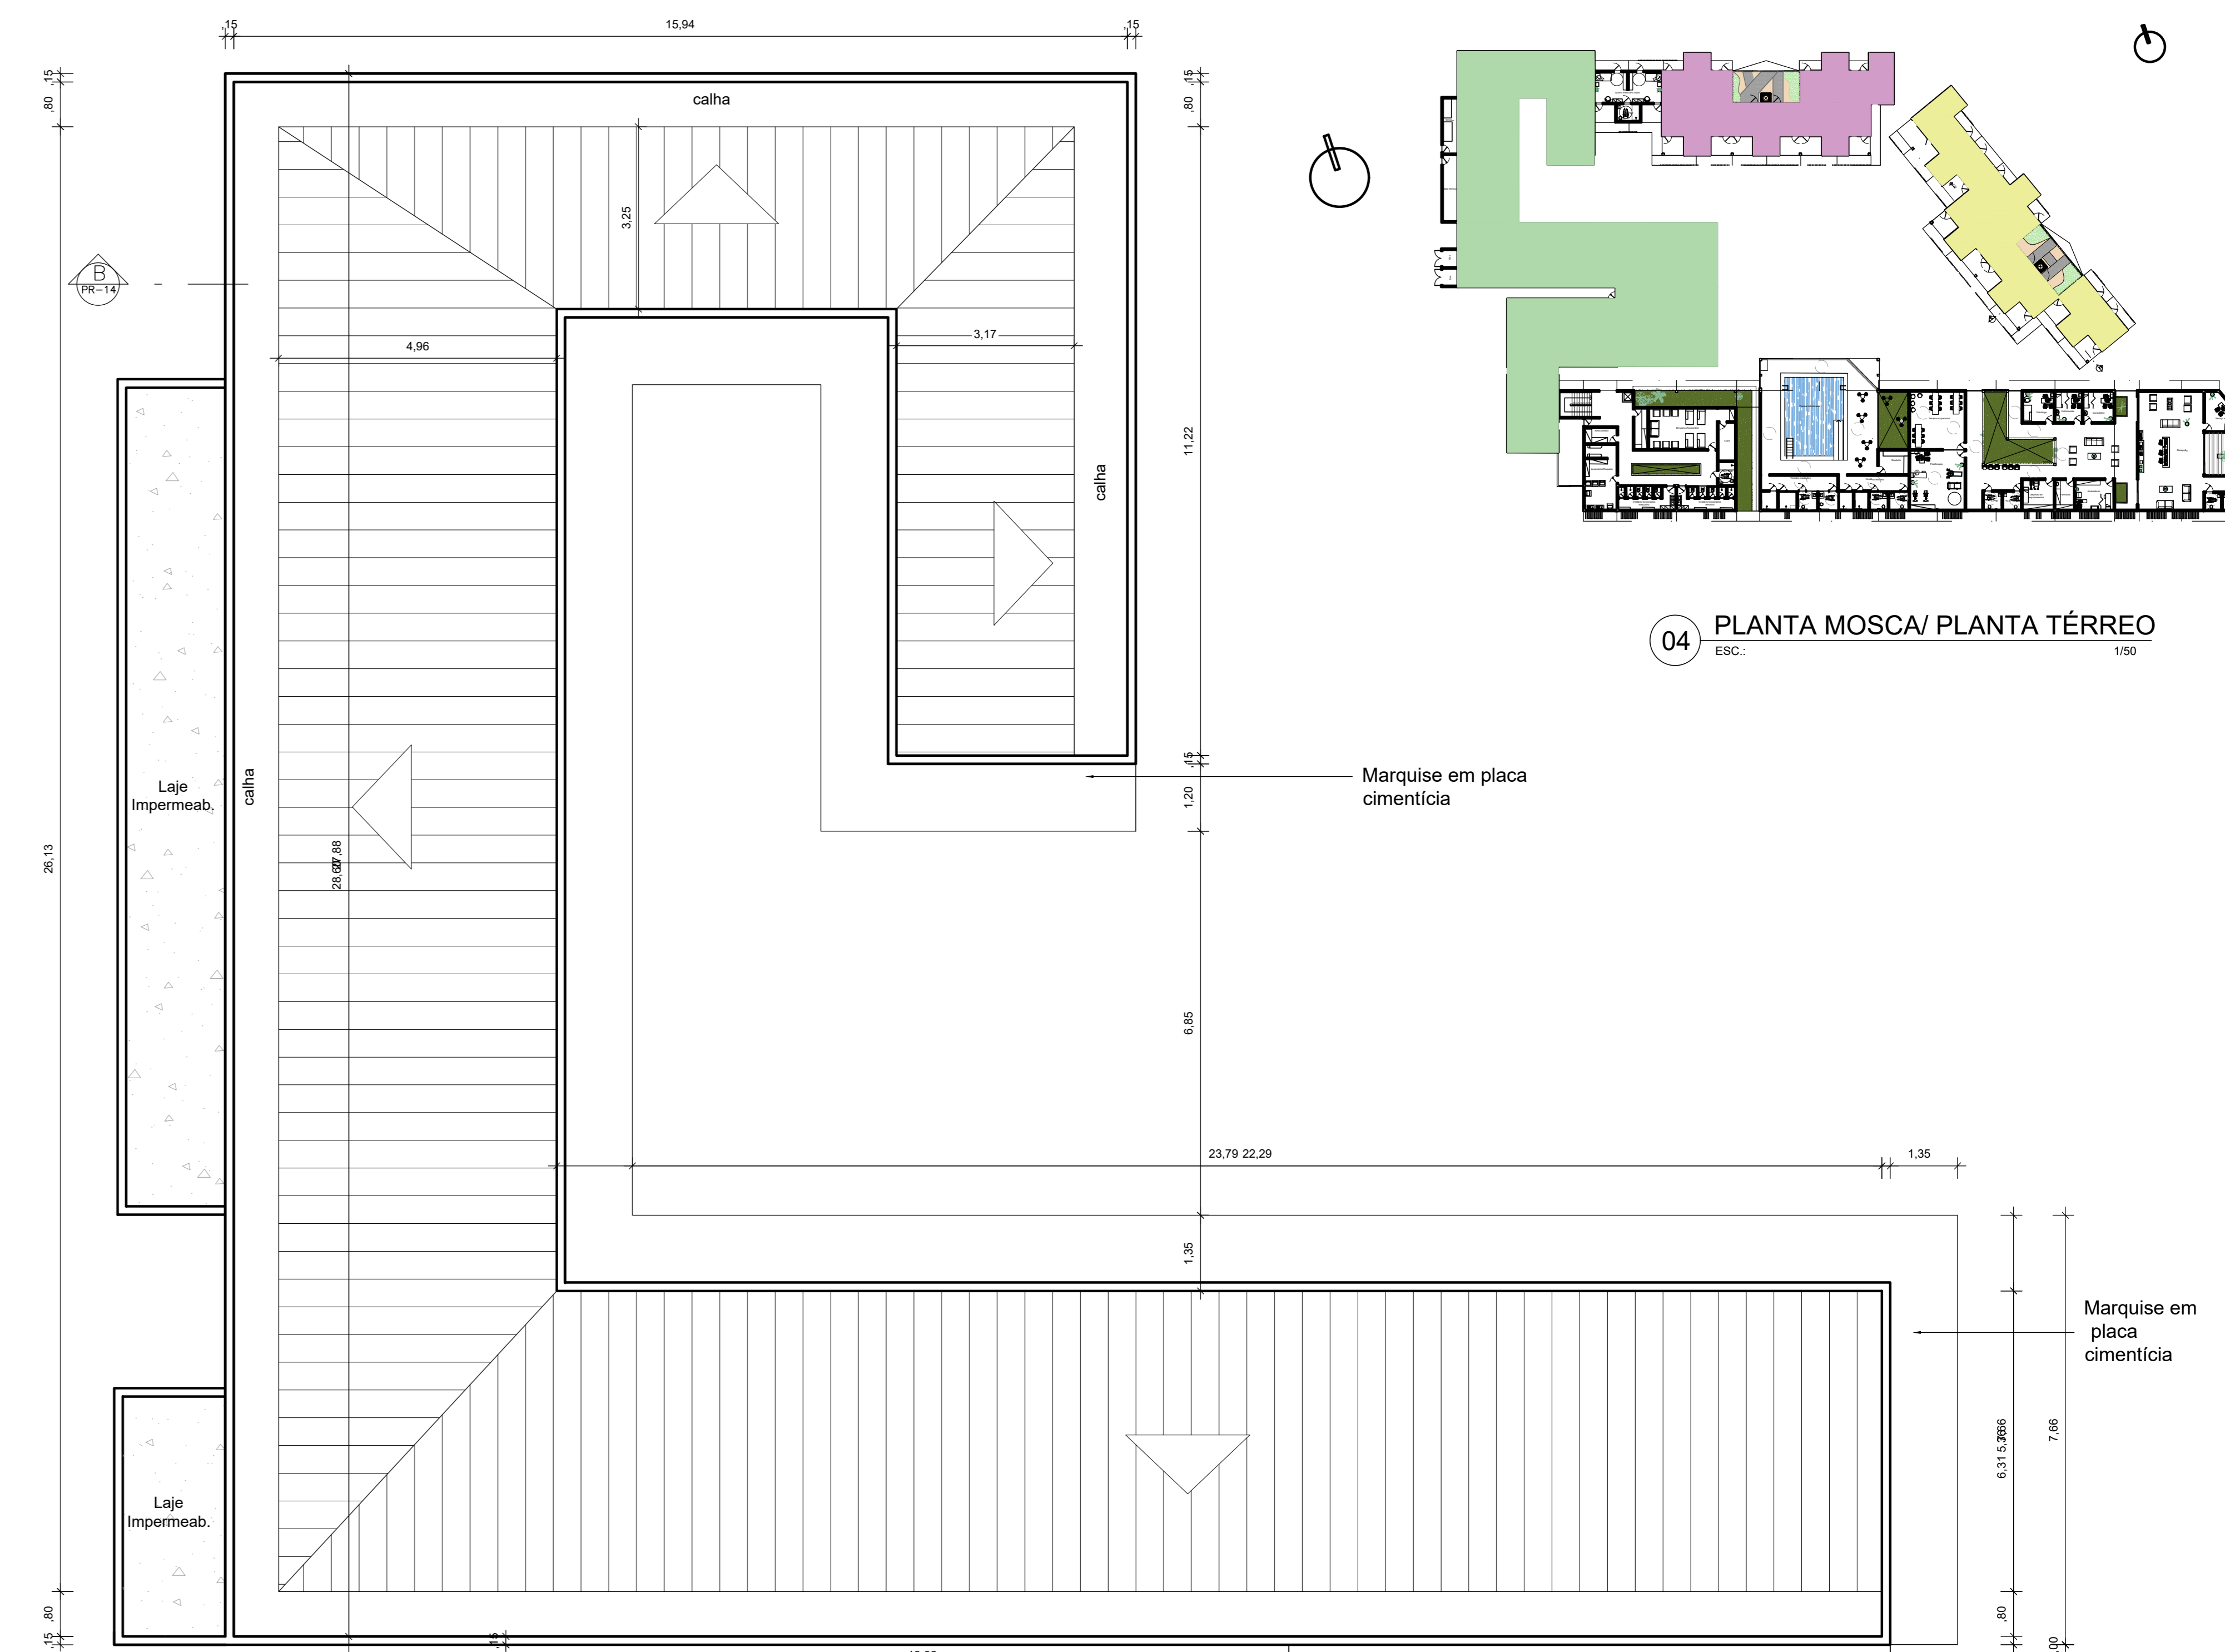 ,15
15,94
,15
,15
,80
calha
,15
,80
3,25
B
PR-14
4,96
3,17
11,22
calha
04
PLANTA MOSCA/ PLANTA TÉRREO
ESC.:
1/50
,15
Marquise em placa
cimentícia
1,20
Laje
Impermeab.
calha
26,13
6,85
23,79 22,29
1,35
1,35
Marquise em
placa
cimentícia
7,66
6,31
Laje
Impermeab.
,80
,15
,80
,15